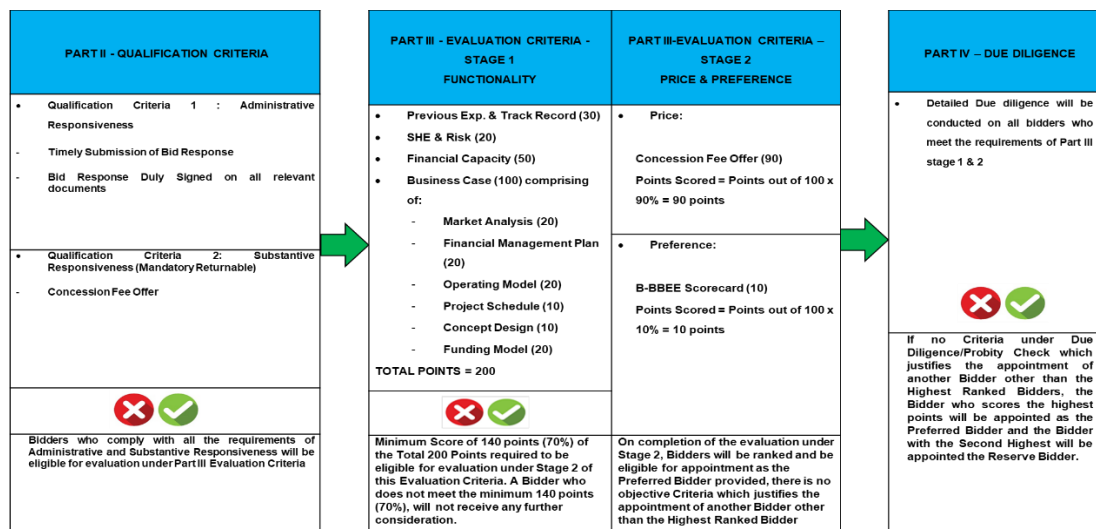 PART II - QUALIFICATION CRITERIA
• Qualification Criteria 1 : Administrative
Responsiveness
- Timely Submission of Bid Response
- Bid Response Duly Signed on all relevant
documents
• Qualification Criteria 2: Substantive
Responsiveness (Mandatory Returnable)
- Concession Fee Offer
Bidders who comply with all the requirements of
Administrative and Substantive Responsiveness will be
eligible for evaluation under Part III Evaluation Criteria
PART III - EVALUATION CRITERIA -
STAGE 1
FUNCTIONALITY
• Previous Exp. & Track Record (30)
• SHE & Risk (20)
• Financial Capacity (50)
• Business Case (100) comprising
of:
- Market Analysis (20)
- Financial Management Plan
(20)
- Operating Model (20)
- Project Schedule (10)
- Concept Design (10)
- Funding Model (20)
TOTAL POINTS = 200
Minimum Score of 140 points (70%) of
the Total 200 Points required to be
eligible for evaluation under Stage 2 of
this Evaluation Criteria. A Bidder who
does not meet the minimum 140 points
(70%), will not receive any further
consideration.
PART III-EVALUATION CRITERIA –
STAGE 2
PRICE & PREFERENCE
• Price:
Concession Fee Offer (90)
Points Scored = Points out of 100 x
90% = 90 points
• Preference:
B-BBEE Scorecard (10)
Points Scored = Points out of 100 x
10% = 10 points
On completion of the evaluation under
Stage 2, Bidders will be ranked and be
eligible for appointment as the
Preferred Bidder provided, there is no
objective Criteria which justifies the
appointment of another Bidder other
than the Highest Ranked Bidder
PART IV – DUE DILIGENCE
• Detailed Due diligence will be
conducted on all bidders who
meet the requirements of Part III
stage 1 & 2
If no Criteria under Due
Diligence/Probity Check which
justifies the appointment of
another Bidder other than the
Highest Ranked Bidders, the
Bidder who scores the highest
points will be appointed as the
Preferred Bidder and the Bidder
with the Second Highest will be
appointed the Reserve Bidder.